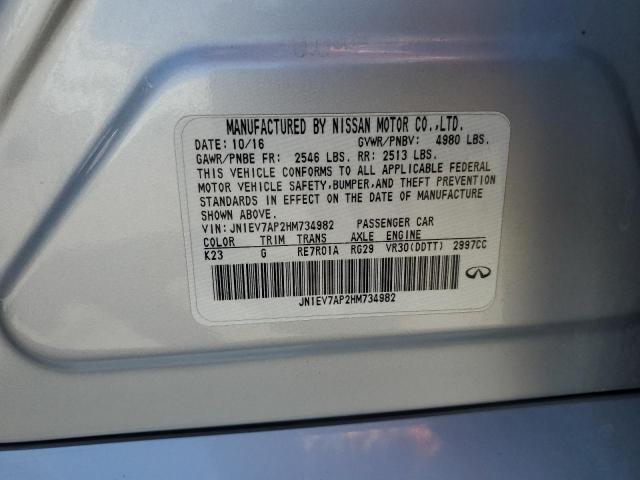 MANUFACTURED BY NISSAN MOTOR CO.,LTD.
DATE: 10/16 GVWR/PNBV: 4980 LBS.
GAWR/PNBE FR: 2546 LBS. RR: 2513 LBS.
THIS VEHICLE CONFORMS TO ALL APPLICABLE FEDERAL
MOTOR VEHICLE SAFETY,BUMPER,AND THEFT PREVENTION
STANDARDS IN EFFECT ON THE DATE OF MANUFACTURE
SHOWN ABOVE.
VIN: JN1EV7AP2HM734982 PASSENGER CAR
COLOR TRIM TRANS AXLE ENGINE
K23 G RE7R01A RG29 VR30(DDTT) 2997CC
JN1EV7AP2HM734982